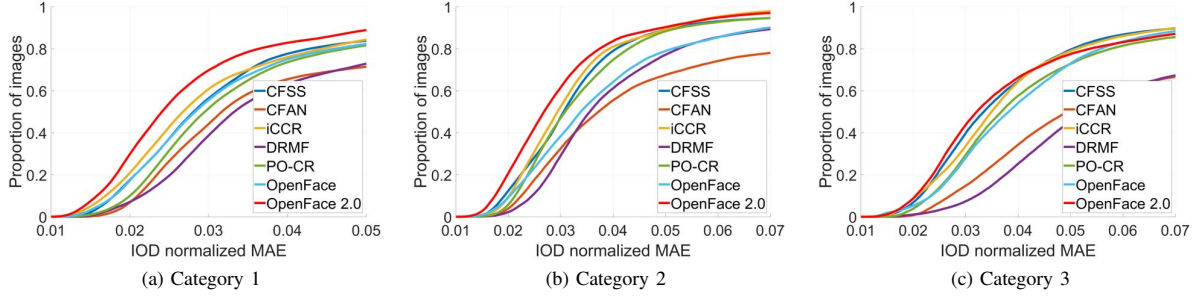 Proportion of images
1
0.8
0.6
0.4
0.2
0
0.01
0.02
0.03
0.04
0.05
IOD normalized MAE
CFSS
CFAN
iCCR
DRMF
PO-CR
OpenFace
OpenFace 2.0
(a) Category 1
Proportion of images
1
0.8
0.6
0.4
0.2
0
0.01
0.02
0.03
0.04
0.05
0.06
0.07
IOD normalized MAE
CFSS
CFAN
iCCR
DRMF
PO-CR
OpenFace
OpenFace 2.0
(b) Category 2
Proportion of images
1
0.8
0.6
0.4
0.2
0
0.01
0.02
0.03
0.04
0.05
0.06
0.07
IOD normalized MAE
CFSS
CFAN
iCCR
DRMF
PO-CR
OpenFace
OpenFace 2.0
(c) Category 3